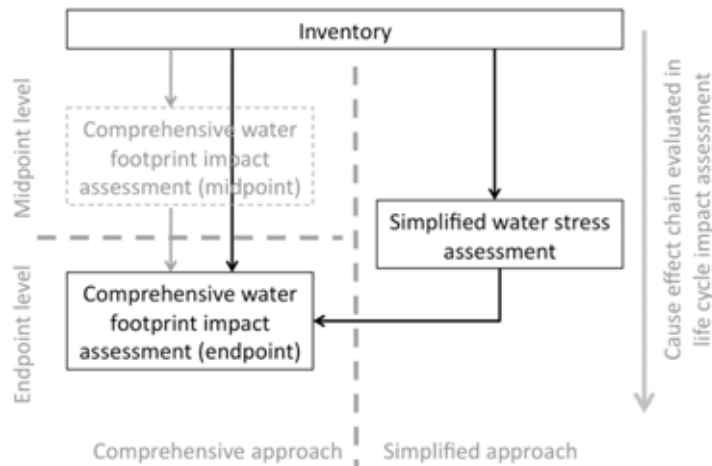 Inventory
Midpoint level
Comprehensive water
footprint impact
assessment (midpoint)
Simplified water stress
assessment
Endpoint level
Comprehensive water
footprint impact
assessment (endpoint)
Cause effect chain evaluated in
life cycle impact assessment
Comprehensive approach
Simplified approach